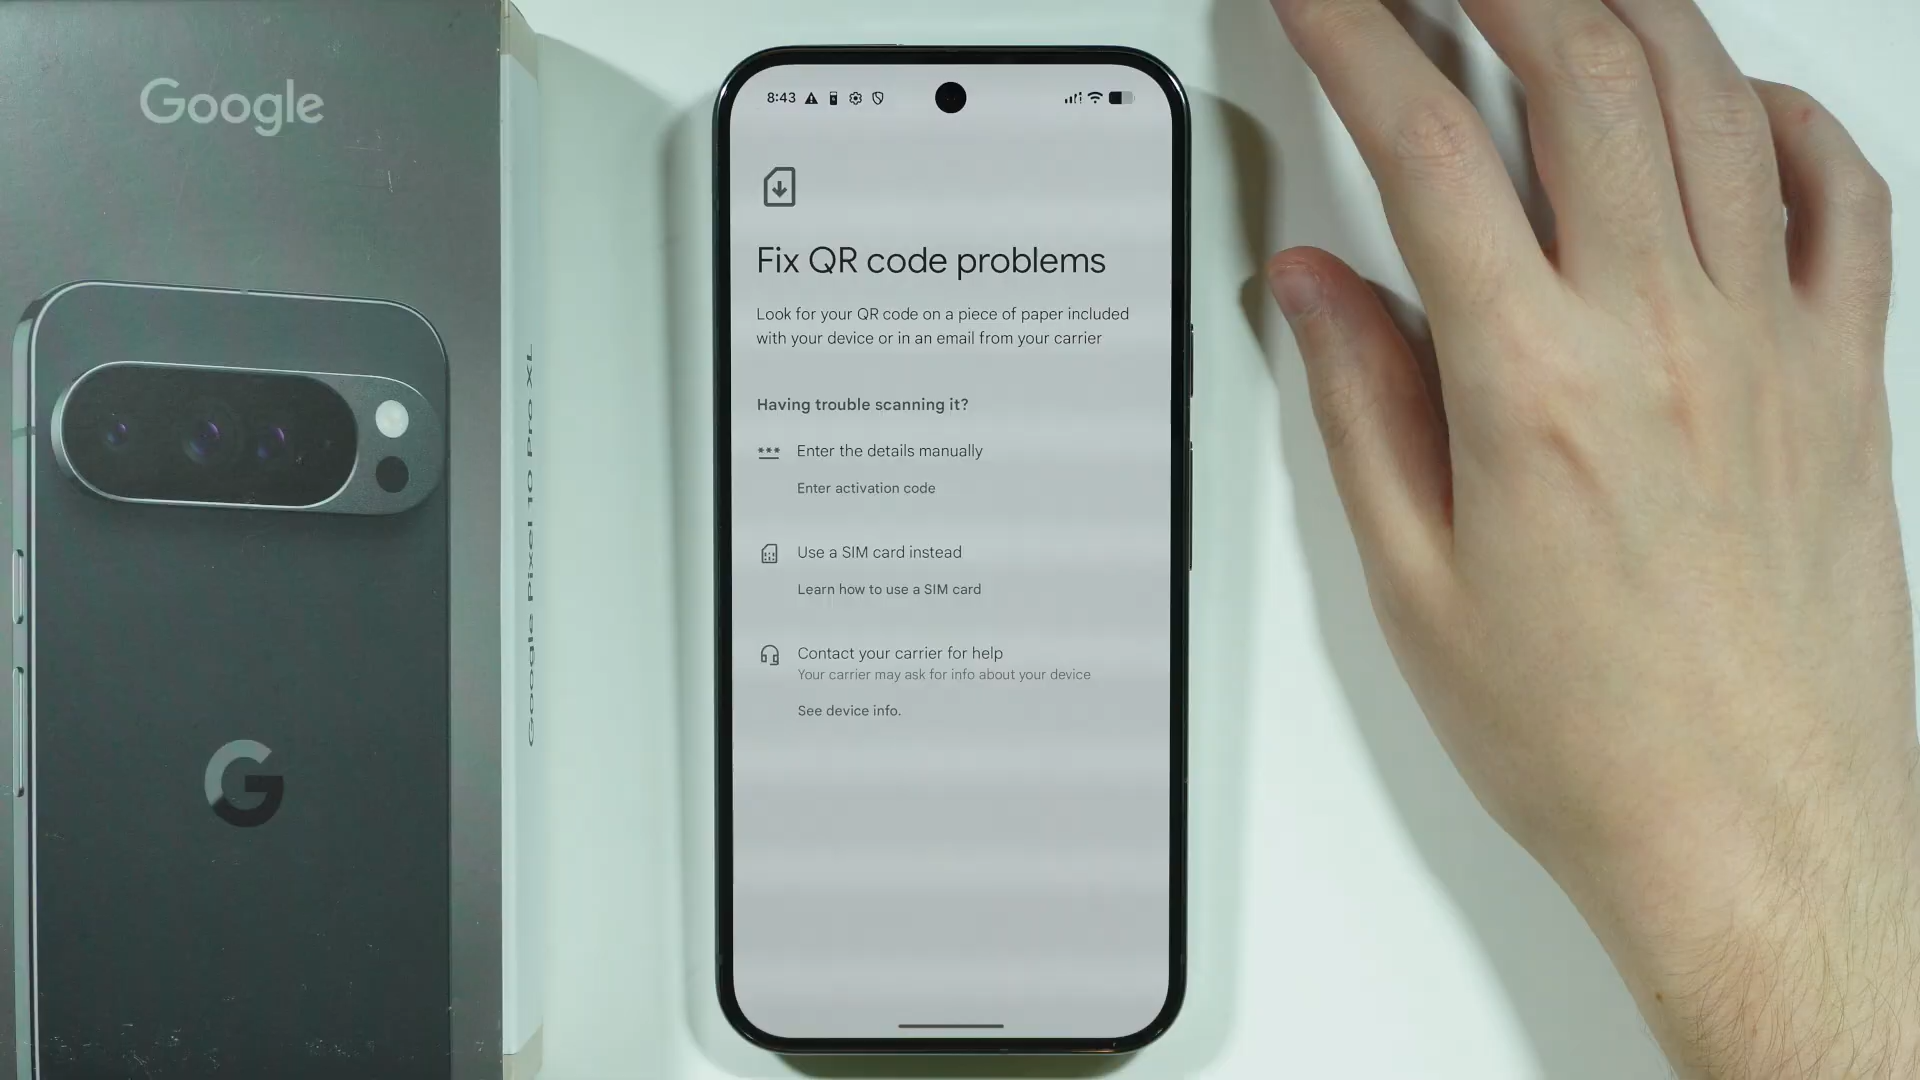 Google
Google Pixel 10 Pro XL
8:43
Fix QR code problems
Look for your QR code on a piece of paper included
with your device or in an email from your carrier
Having trouble scanning it?
Enter the details manually
Enter activation code
Use a SIM card instead
Learn how to use a SIM card
Contact your carrier for help
Your carrier may ask for info about your device
See device info.